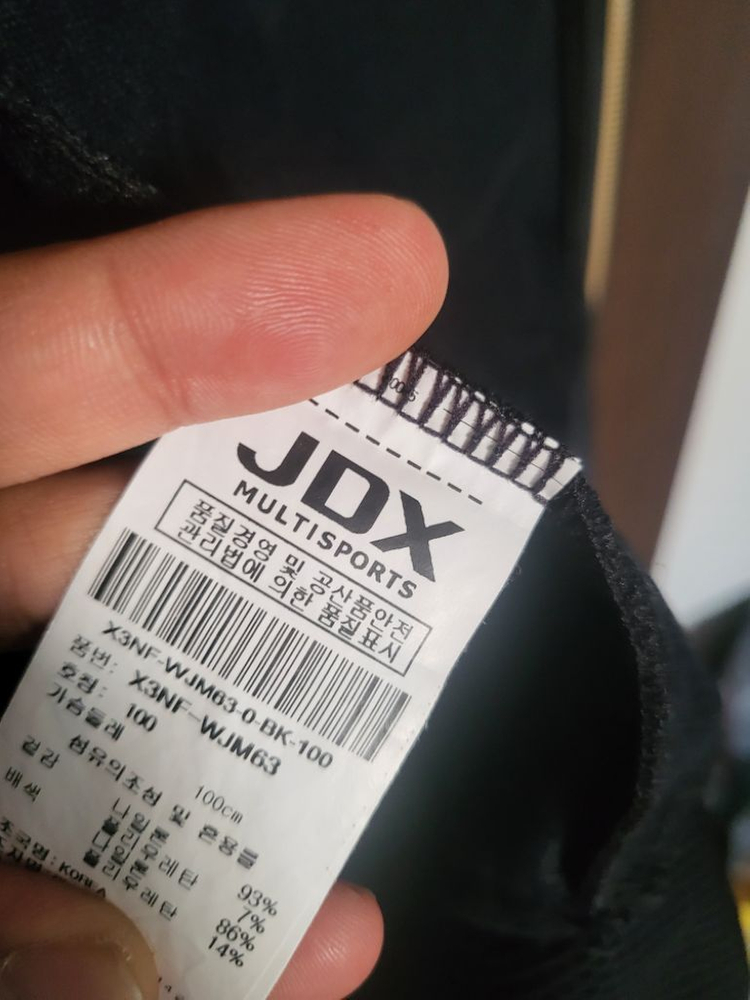 JDX
MULTISPORTS
품질경영 및 공산품안전
관리법에 의한 품질표시
X3NF-WJM63-0-BK-100
품번: X3NF-WJM63
호칭: 100
가슴둘레 100cm
섬유의조성 및 혼용률
겉감 나일론 93%
폴리우레탄 7%
배색 나일론 86%
폴리우레탄 14%